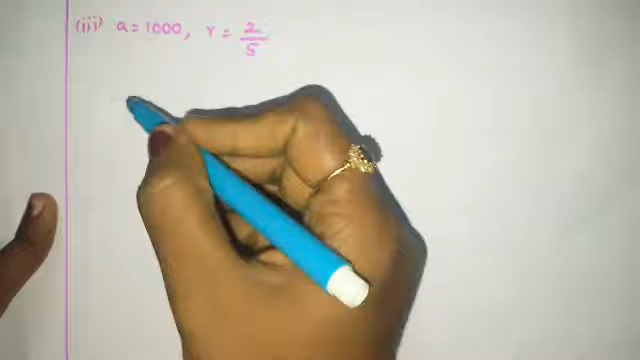 (iii) a = 1000, r = 2/5